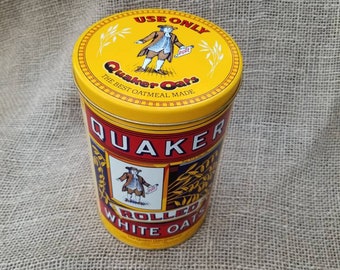 USE ONLY
Quaker Oats
THE BEST OATMEAL MADE
QUAKER
ROLLED
WHITE OATS